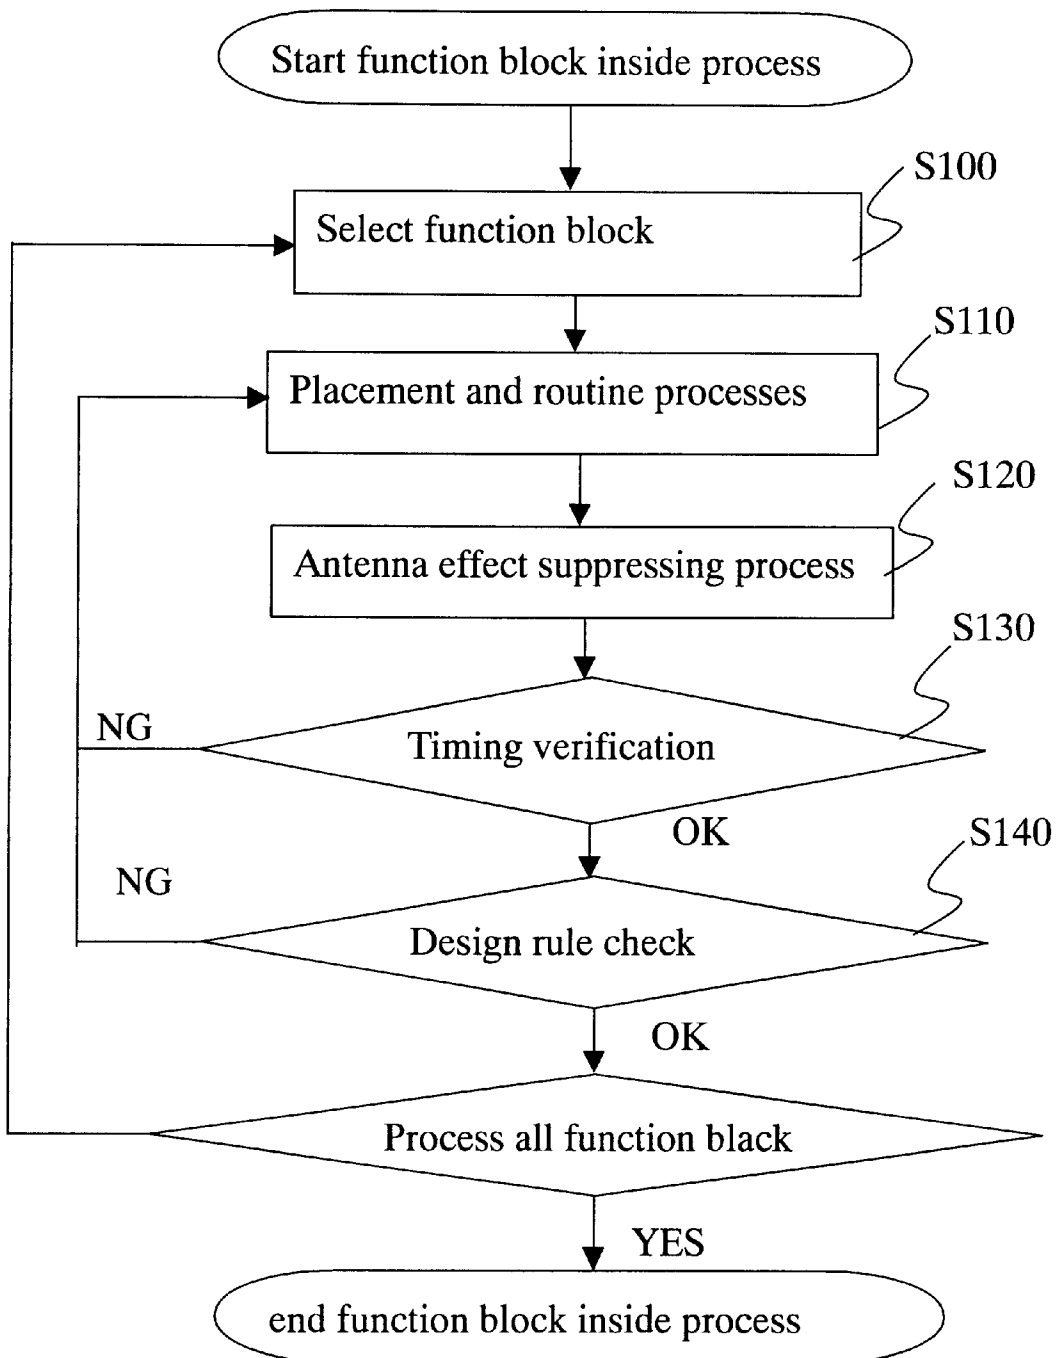 Start function block inside process
S100
Select function block
S110
Placement and routine processes
S120
Antenna effect suppressing process
S130
NG
Timing verification
OK
S140
NG
Design rule check
OK
Process all function black
YES
end function block inside process